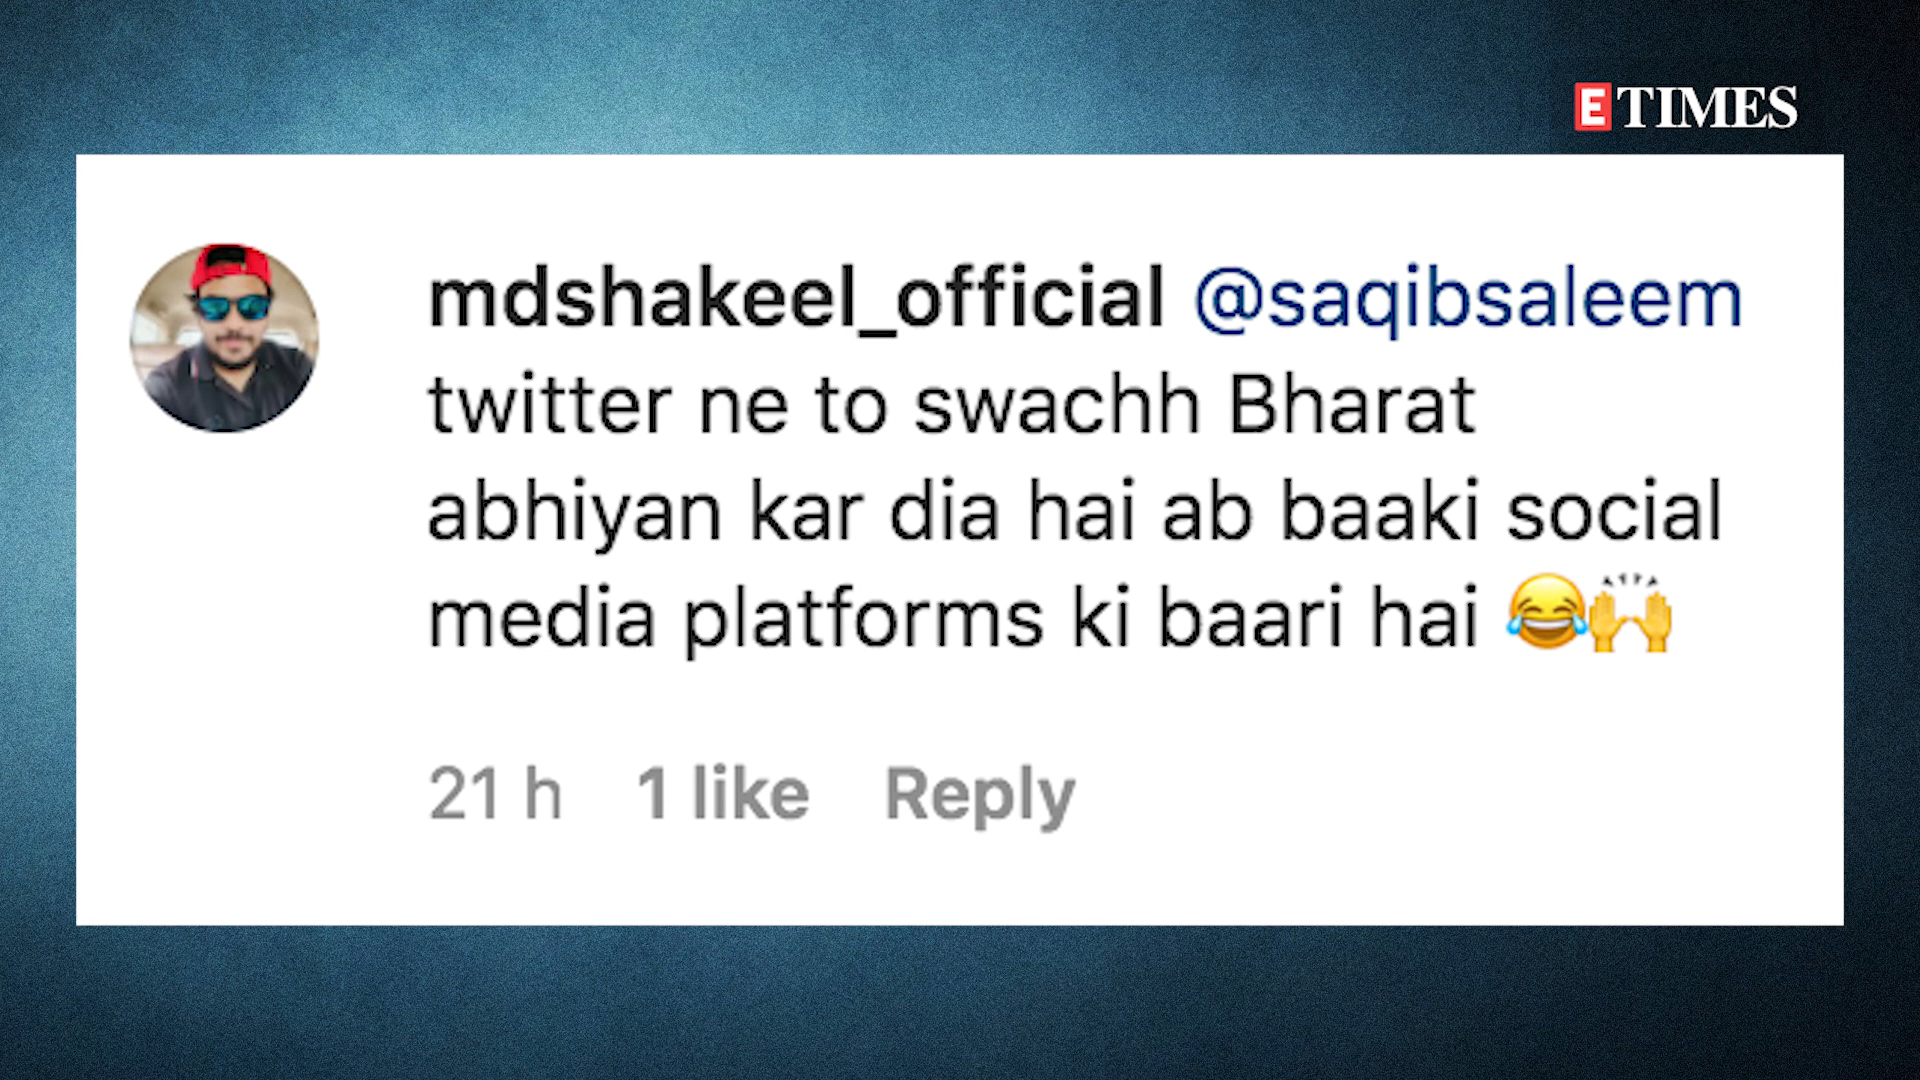 ETIMES
mdshakeel_official @saqibsaleem
twitter ne to swachh Bharat
abhiyan kar dia hai ab baaki social
media platforms ki baari hai 😂🙌
21 h 1 like Reply